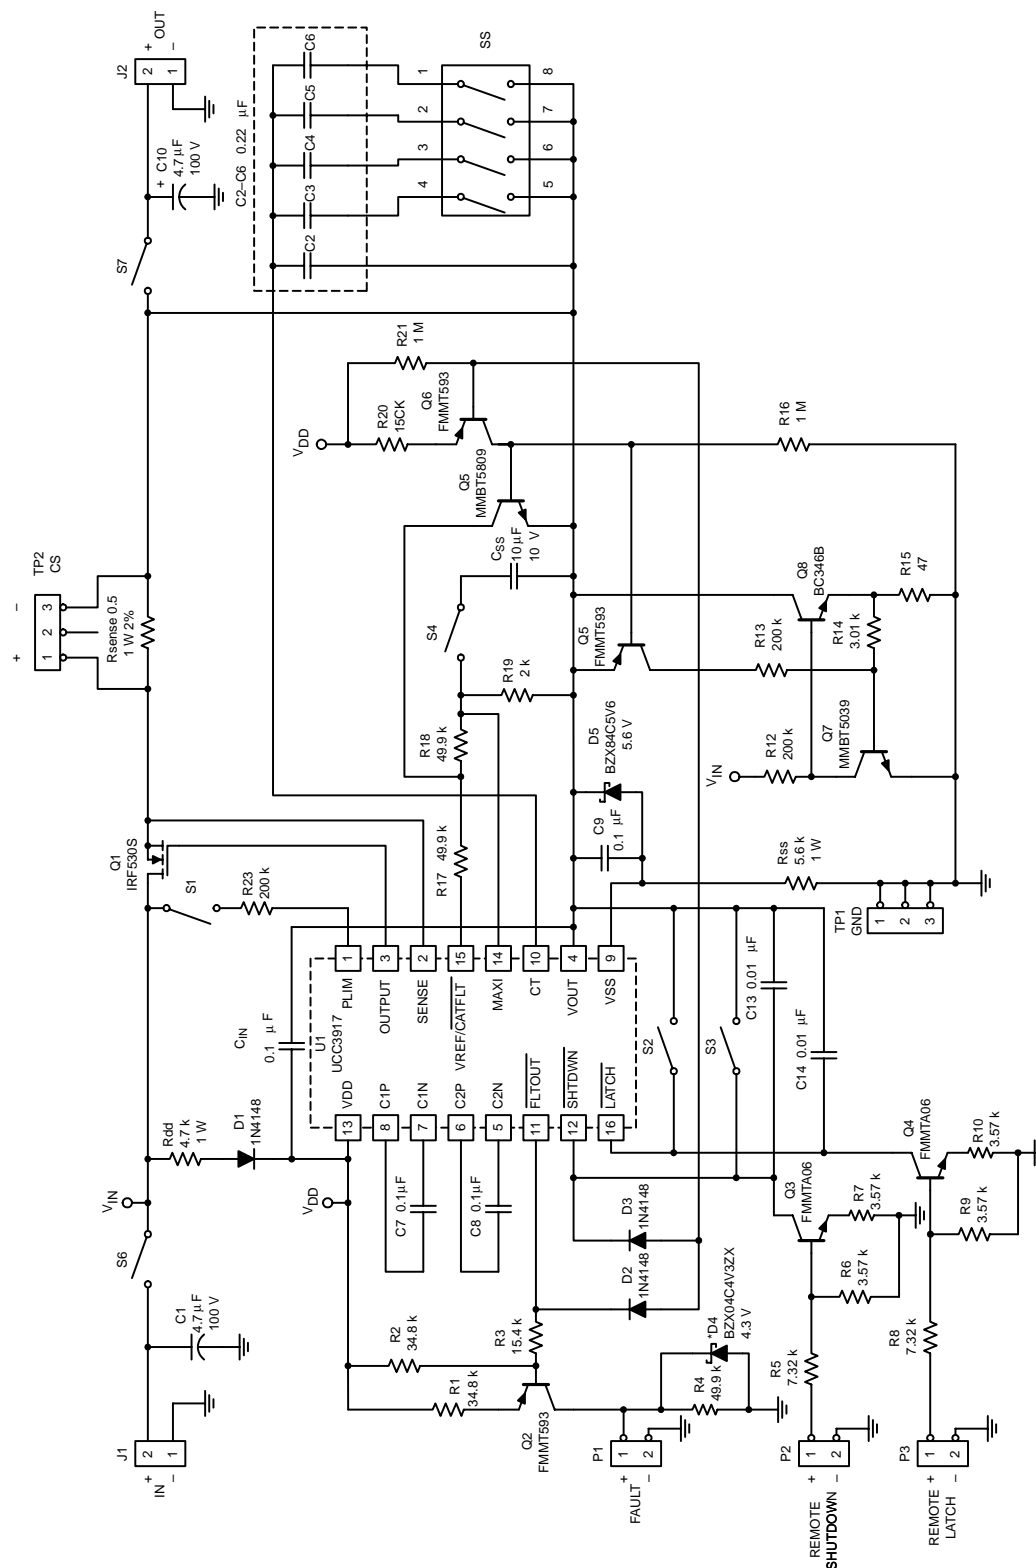 J1
+
IN
–
2
1
C1
4.7 µF
100 V
S6
VIN
Rdd
4.7 k
1 W
D1
1N4148
CIN
0.1 µF
S1
R23
200 k
Q1
IRF530S
+
–
TP2
CS
1
2
3
Rsense 0.5
1 W 2%
S7
+ C10
4.7 µF
100 V
J2
2
1
+
OUT
–
C2–C6 0.22 µF
C2
C3
C4
C5
C6
SS
4
3
2
1
5
6
7
8
VDD
U1
UCC3917
13
VDD
8
C1P
7
C1N
6
C2P
5
C2N
11
FLTOUT
12
SHTDWN
16
LATCH
1
PLIM
3
OUTPUT
2
SENSE
15
VREF/CATFLT
14
MAXI
10
CT
4
VOUT
9
VSS
C7 0.1µF
C8 0.1µF
R2
34.8 k
R1
34.8 k
R3
15.4 k
Q2
FMMT593
D2
1N4148
D3
1N4148
*D4
BZX04C4V3ZX
4.3 V
R4
49.9 k
P1
+
FAULT
–
1
2
R17 49.9 k
R18
49.9 k
R19
2 k
S4
CSS
10 µF
10 V
Q5
MMBT5809
VDD
R20
15CK
R21
1 M
Q6
FMMT593
D5
BZX84C5V6
5.6 V
C9
0.1 µF
Q5
FMMT593
R16
1 M
Rss
5.6 k
1 W
VIN
R12
200 k
R13
200 k
Q7
MMBT5039
Q8
BC346B
R14
3.01 k
R15
47
TP1
GND
1
2
3
S2
S3
C13 0.01 µF
C14 0.01 µF
Q3
FMMTA06
R7
3.57 k
R6
3.57 k
R5
7.32 k
P2
+
–
1
2
REMOTE
SHUTDOWN
Q4
FMMTA06
R10
3.57 k
R9
3.57 k
R8
7.32 k
P3
+
–
1
2
REMOTE
LATCH